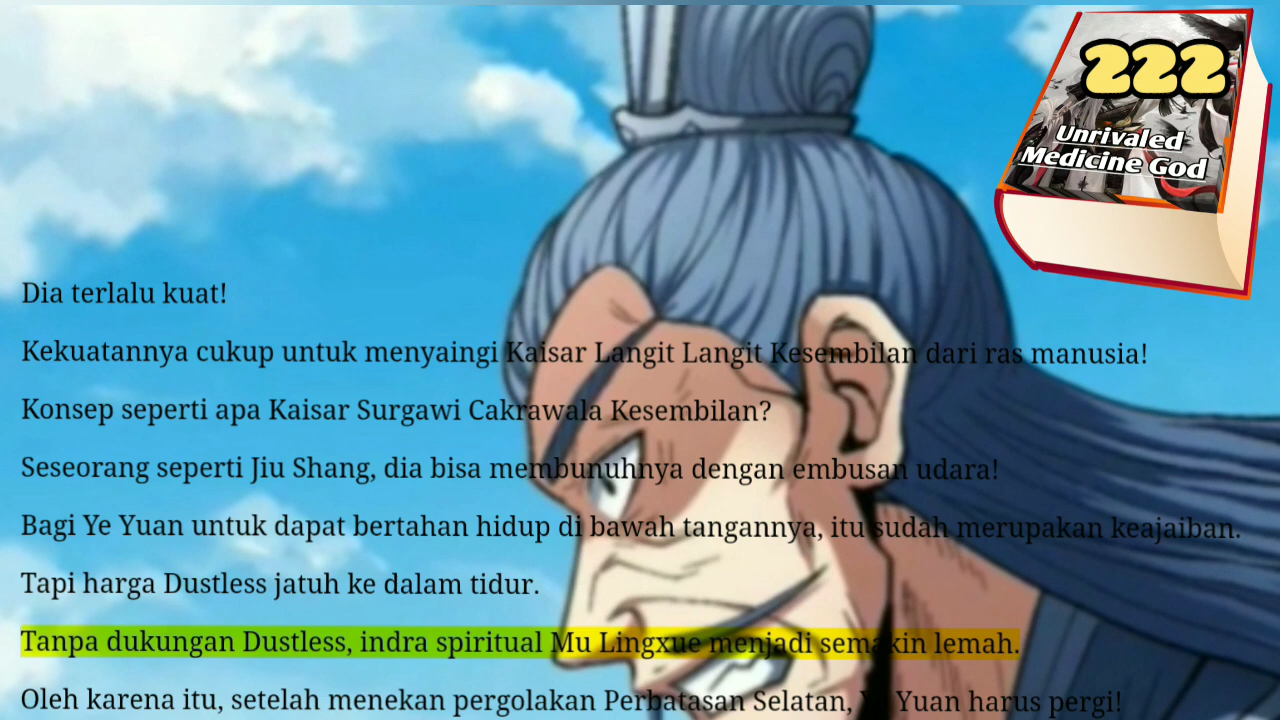 222
Unrivaled
Medicine God
Dia terlalu kuat!
Kekuatannya cukup untuk menyaingi Kaisar Langit Langit Kesembilan dari ras manusia!
Konsep seperti apa Kaisar Surgawi Cakrawala Kesembilan?
Seseorang seperti Jiu Shang, dia bisa membunuhnya dengan embusan udara!
Bagi Ye Yuan untuk dapat bertahan hidup di bawah tangannya, itu sudah merupakan keajaiban.
Tapi harga Dustless jatuh ke dalam tidur.
Tanpa dukungan Dustless, indra spiritual Mu Lingxue menjadi semakin lemah.
Oleh karena itu, setelah menekan pergolakan Perbatasan Selatan, Ye Yuan harus pergi!